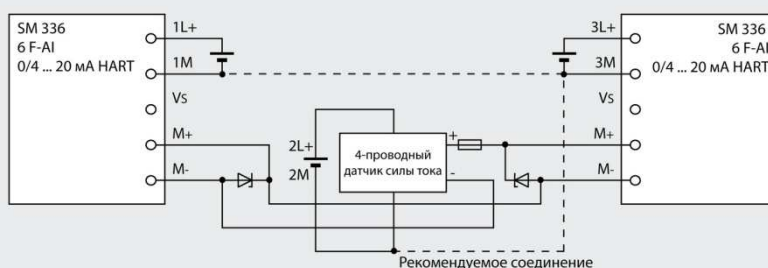 SM 336
6 F-AI
0/4 ... 20 мА HART
1L+
1M
Vs
M+
M-
2L+
2M
4-проводный
датчик силы тока
+
-
3L+
3M
Vs
M+
M-
SM 336
6 F-AI
0/4 ... 20 мА HART
Рекомендуемое соединение